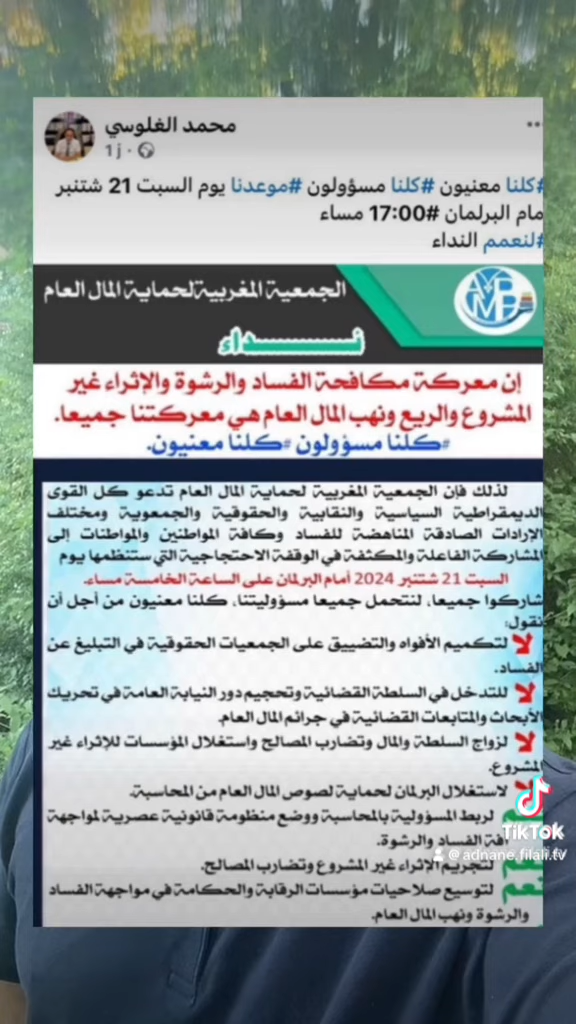 محمد الغلوسي
1 j ·
#كلنا معنيون #كلنا مسؤولون #موعدنا يوم السبت 21 شتنبر
مام البرلمان #17:00 مساء
#لنعمم النداء
الجمعية المغربية لحماية المال العام
نداء
إن معركة مكافحة الفساد والرشوة والإثراء غير
المشروع والريع ونهب المال العام هي معركتنا جميعا.
#كلنا مسؤولون #كلنا معنيون.
لذلك فإن الجمعية المغربية لحماية المال العام تدعو كل القوى
الديمقراطية السياسية والنقابية والحقوقية والجمعوية ومختلف
الإرادات الصادقة المناهضة للفساد وكافة المواطنين والمواطنات إلى
المشاركة الفاعلة والمكثفة في الوقفة الاحتجاجية التي ستنظمها يوم
السبت 21 شتنبر 2024 أمام البرلمان على الساعة الخامسة مساء.
شاركوا جميعا، لنتحمل جميعا مسؤوليتنا، كلنا معنيون من أجل أن
نقول:
لا لتكميم الأفواه والتضييق على الجمعيات الحقوقية في التبليغ عن
الفساد.
لا للتدخل في السلطة القضائية وتحجيم دور النيابة العامة في تحريك
الأبحاث والمتابعات القضائية في جرائم المال العام.
لا لزواج السلطة والمال وتضارب المصالح واستغلال المؤسسات للإثراء غير
المشروع.
لا لاستغلال البرلمان لحماية لصوص المال العام من المحاسبة.
نعم لربط المسؤولية بالمحاسبة ووضع منظومة قانونية عصرية لمواجهة
آفة الفساد والرشوة.
نعم لتجريم الإثراء غير المشروع وتضارب المصالح.
نعم لتوسيع صلاحيات مؤسسات الرقابة والحكامة في مواجهة الفساد
والرشوة ونهب المال العام.
TikTok
@adnane.filali.tv